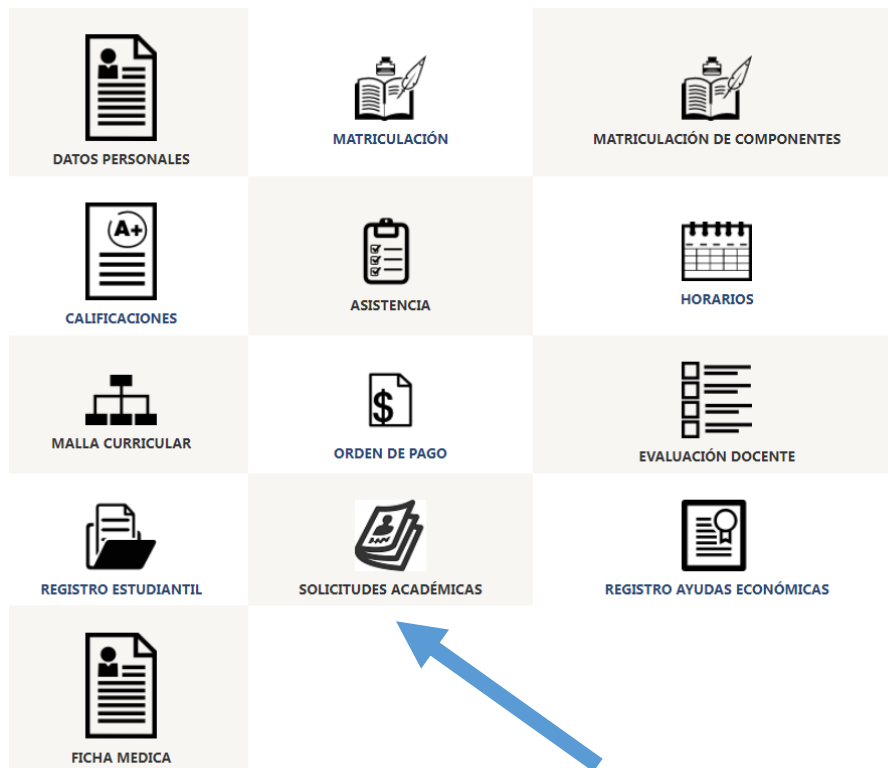 DATOS PERSONALES
MATRICULACIÓN
MATRICULACIÓN DE COMPONENTES
A+
CALIFICACIONES
ASISTENCIA
HORARIOS
MALLA CURRICULAR
$
ORDEN DE PAGO
EVALUACIÓN DOCENTE
REGISTRO ESTUDIANTIL
SOLICITUDES ACADÉMICAS
REGISTRO AYUDAS ECONÓMICAS
FICHA MEDICA